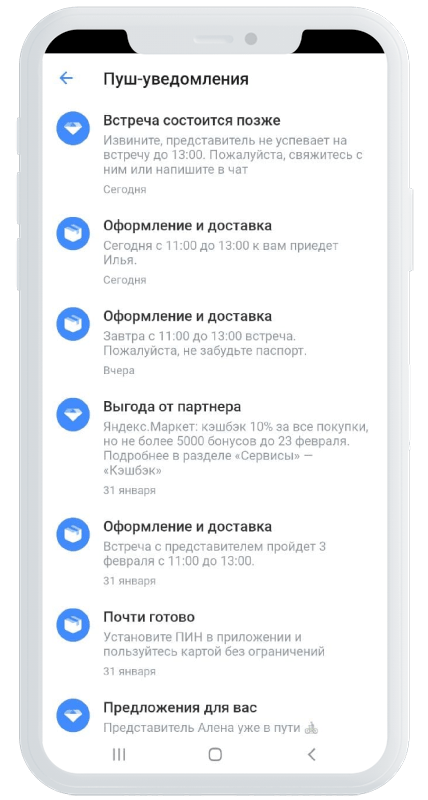 Пуш-уведомления
Встреча состоится позже
Извините, представитель не успевает на
встречу до 13:00. Пожалуйста, свяжитесь с
ним или напишите в чат
Сегодня
Оформление и доставка
Сегодня с 11:00 до 13:00 к вам приедет
Илья.
Сегодня
Оформление и доставка
Завтра с 11:00 до 13:00 встреча.
Пожалуйста, не забудьте паспорт.
Вчера
Выгода от партнера
Яндекс.Маркет: кэшбэк 10% за все покупки,
но не более 5000 бонусов до 23 февраля.
Подробнее в разделе «Сервисы» —
«Кэшбэк»
31 января
Оформление и доставка
Встреча с представителем пройдет 3
февраля с 11:00 до 13:00.
31 января
Почти готово
Установите ПИН в приложении и
пользуйтесь картой без ограничений
31 января
Предложения для вас
Представитель Алена уже в пути 🚴